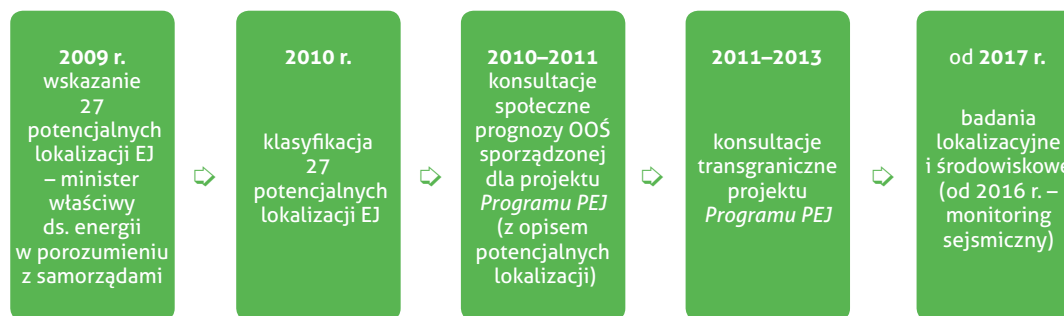 2009 r.
wskazanie
27
potencjalnych
lokalizacji EJ
– minister
właściwy
ds. energii
w porozumieniu
z samorządami
2010 r.
klasyfikacja
27
potencjalnych
lokalizacji EJ
2010–2011
konsultacje
społeczne
prognozy OOŚ
sporządzonej
dla projektu
Programu PEJ
(z opisem
potencjalnych
lokalizacji)
2011–2013
konsultacje
transgraniczne
projektu
Programu PEJ
od 2017 r.
badania
lokalizacyjne
i środowiskowe
(od 2016 r. –
monitoring
sejsmiczny)